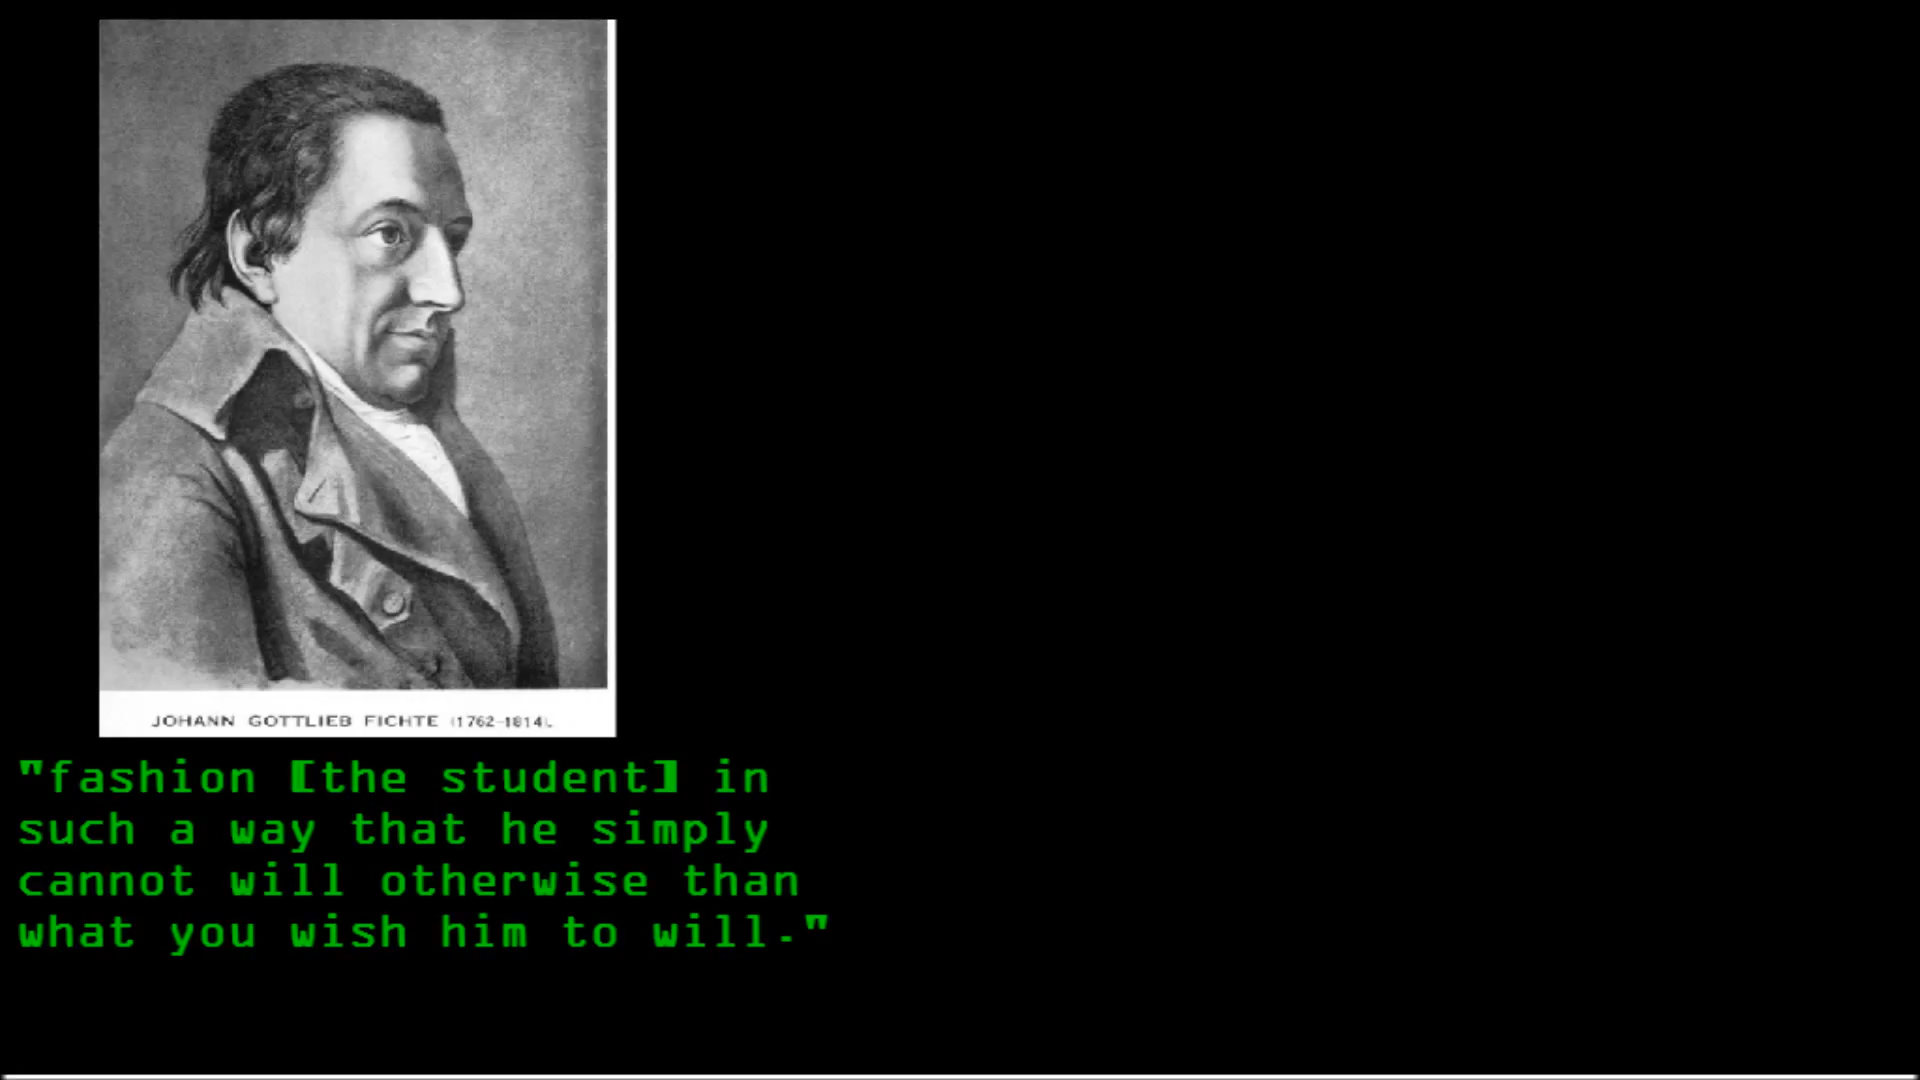 JOHANN GOTTLIEB FICHTE (1762-1814).
"fashion [the student] in
such a way that he simply
cannot will otherwise than
what you wish him to will."